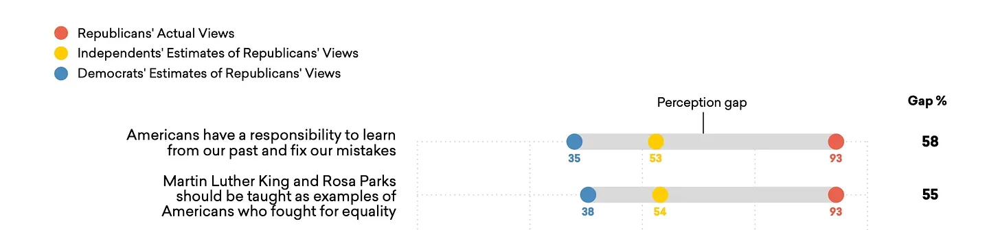 Republicans' Actual Views
Independents' Estimates of Republicans' Views
Democrats' Estimates of Republicans' Views
Perception gap
Gap %
Americans have a responsibility to learn
from our past and fix our mistakes
35 53 93
58
Martin Luther King and Rosa Parks
should be taught as examples of
Americans who fought for equality
38 54 93
55